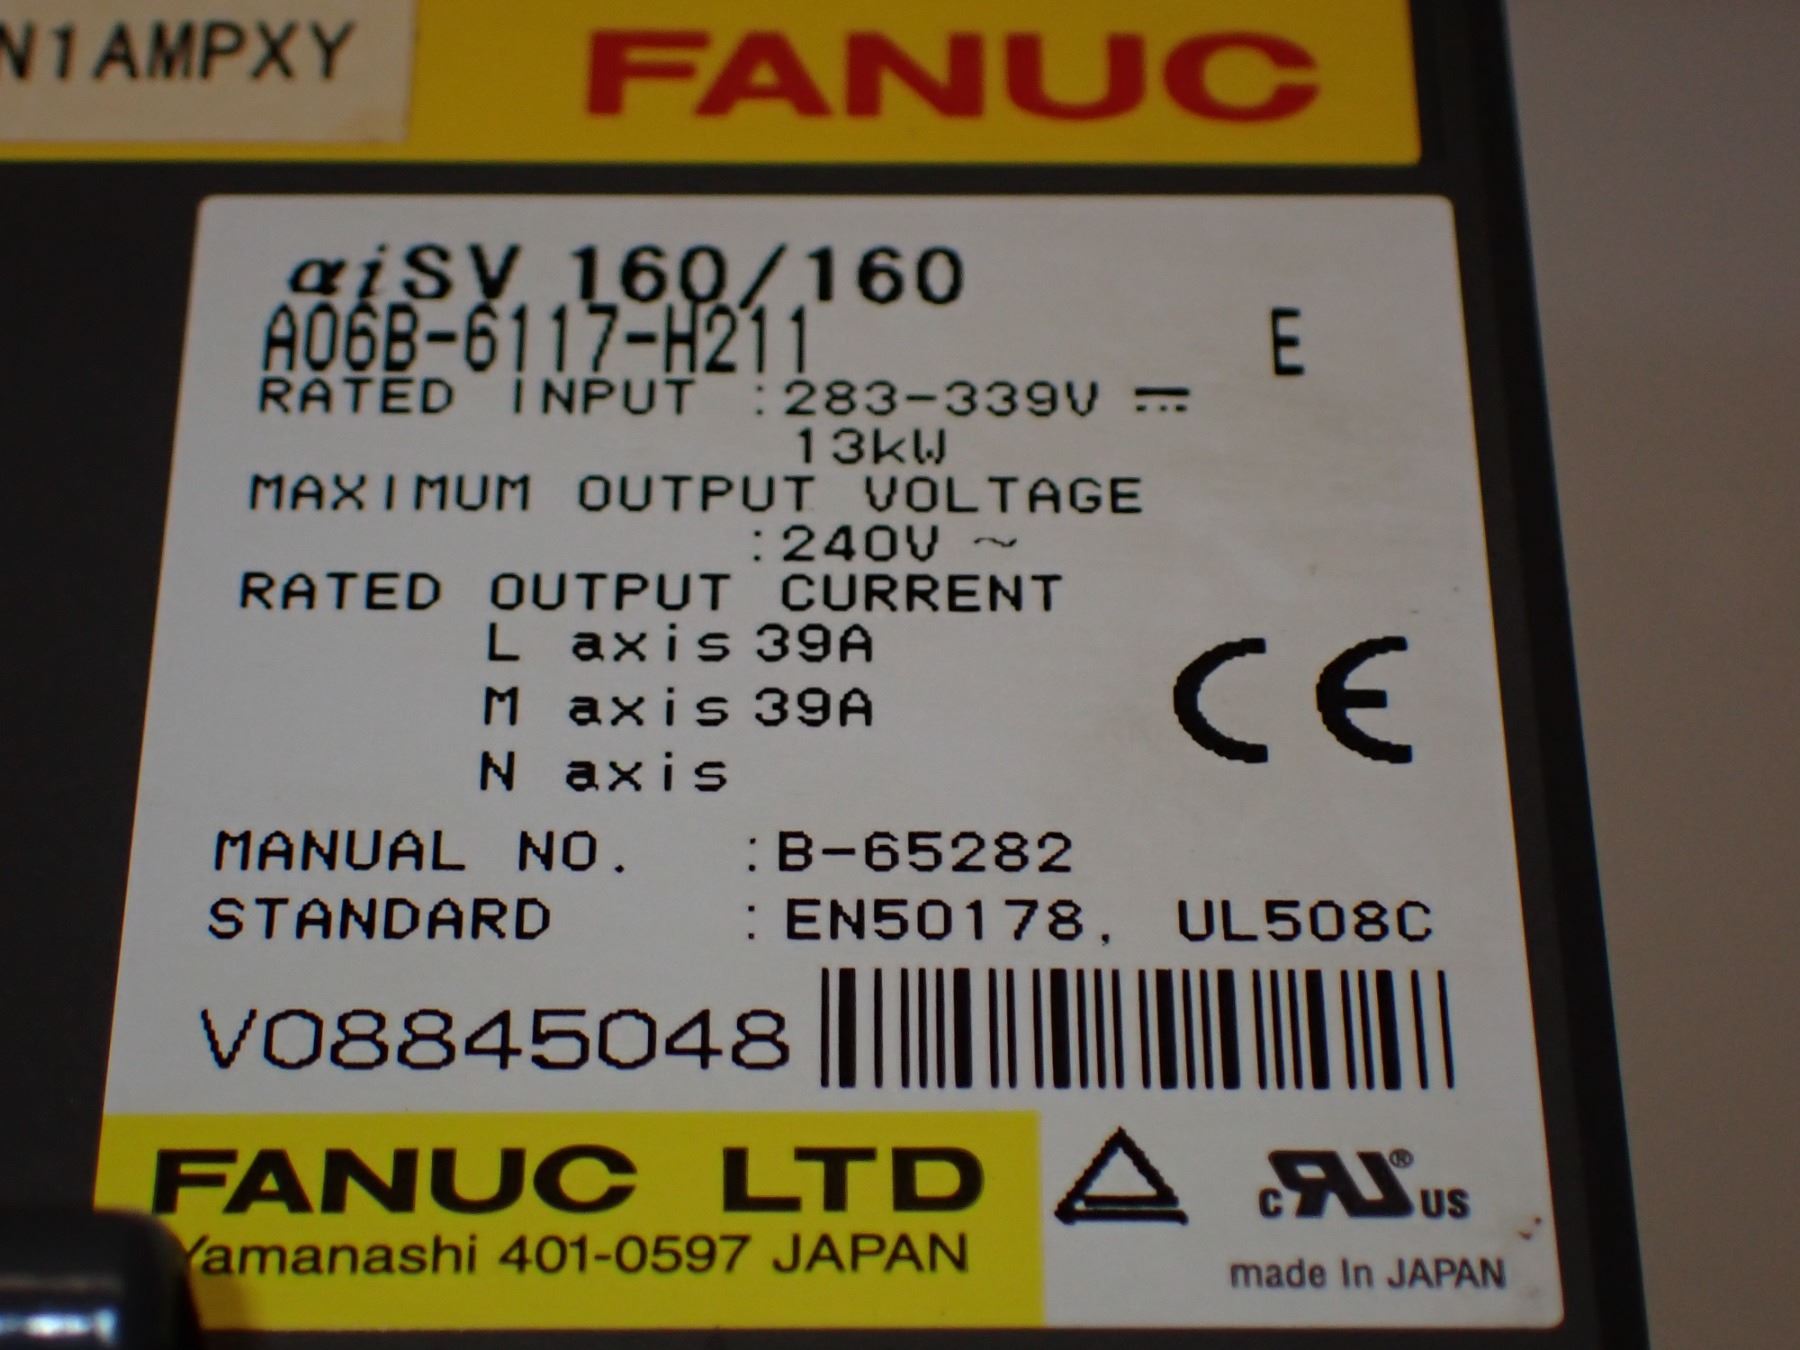 N1AMPXY
FANUC
αiSV 160/160
A06B-6117-H211 E
RATED INPUT :283-339V ⎓
13kW
MAXIMUM OUTPUT VOLTAGE
:240V ~
RATED OUTPUT CURRENT
L axis 39A
M axis 39A
N axis
CE
MANUAL NO. :B-65282
STANDARD :EN50178, UL508C
V08845048
FANUC LTD
Yamanashi 401-0597 JAPAN
c RU ® US
made In JAPAN